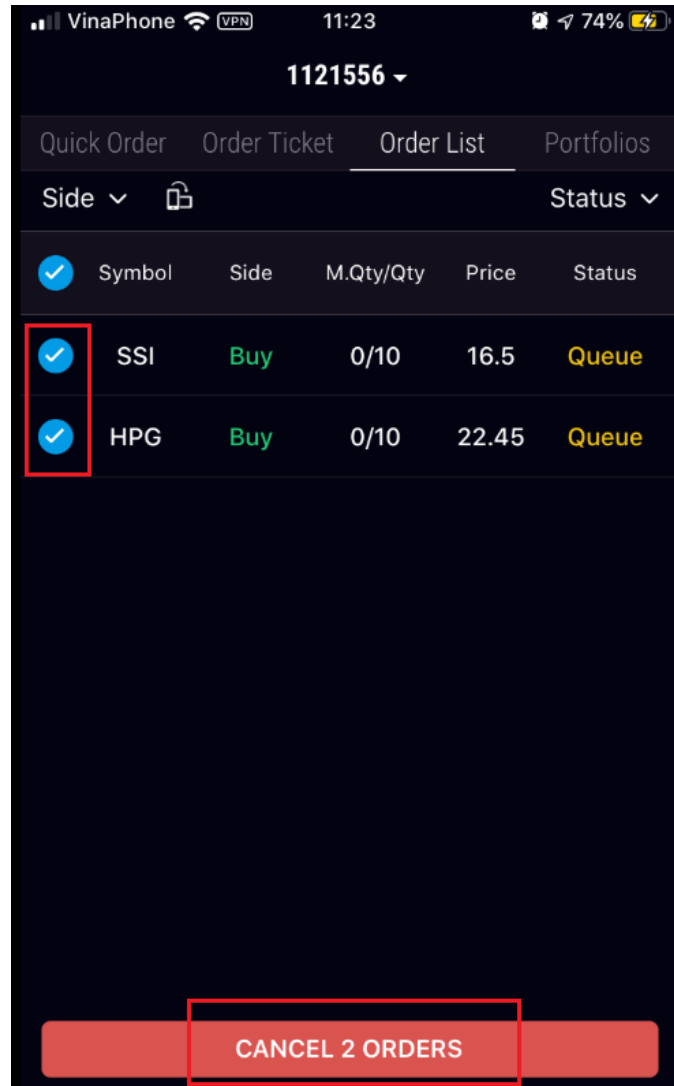 VinaPhone VPN 11:23 74%
1121556
Quick Order Order Ticket Order List Portfolios
Side Status
Symbol Side M.Qty/Qty Price Status
SSI Buy 0/10 16.5 Queue
HPG Buy 0/10 22.45 Queue
CANCEL 2 ORDERS